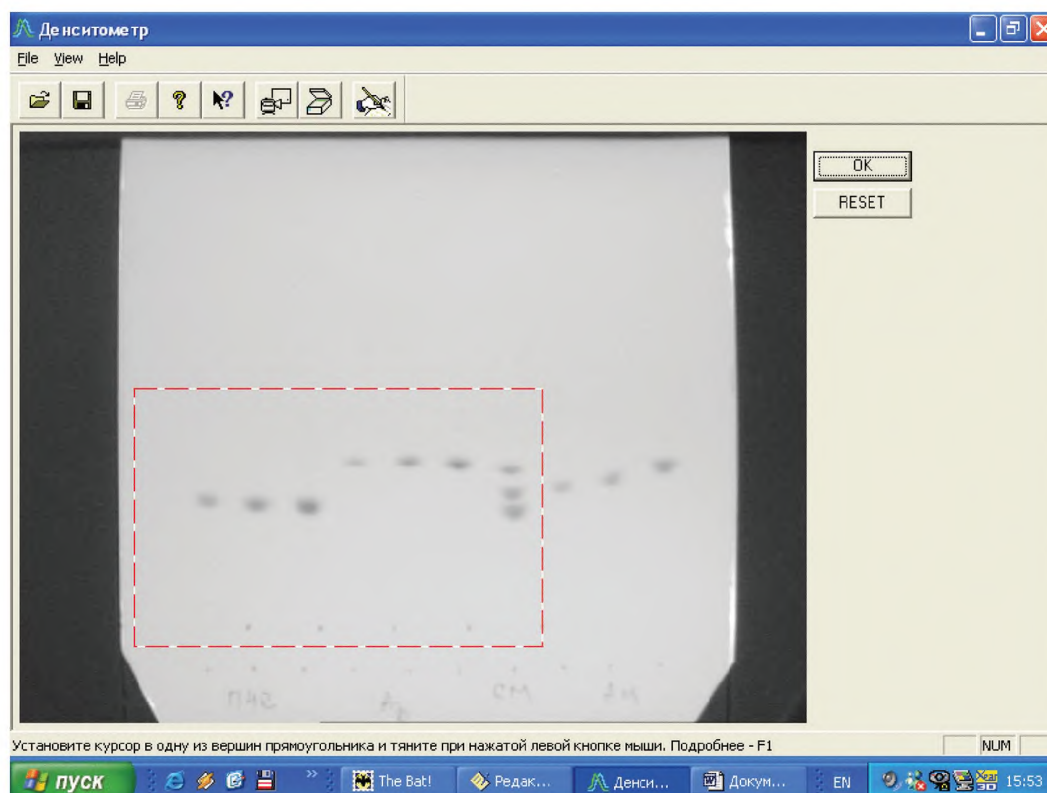 Денситометр
File View Help
OK
RESET
СМ
Установите курсор в одну из вершин прямоугольника и тяните при нажатой левой кнопке мыши. Подробнее - F1
NUM
пуск
The Bat!
Редак...
Денси...
Докум...
EN
15:53